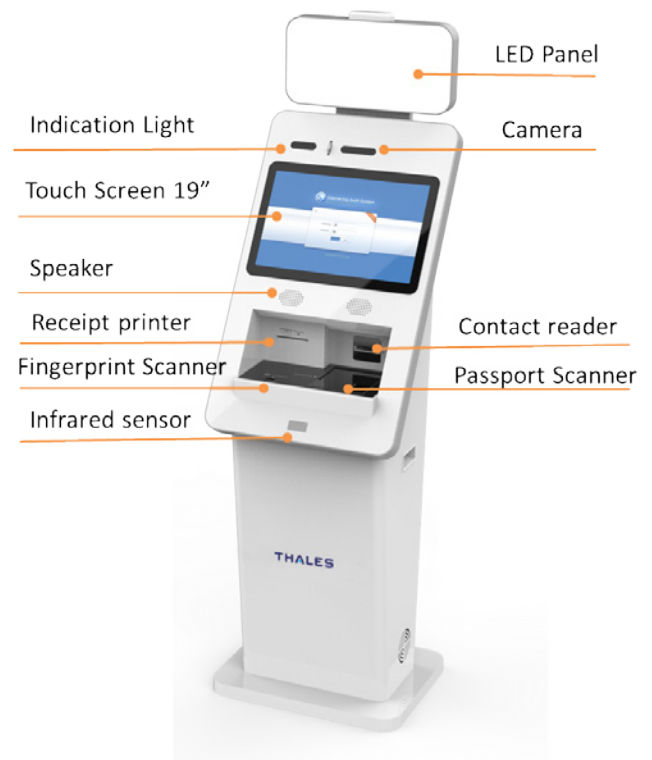 LED Panel
Indication Light
Camera
Touch Screen 19”
Speaker
Receipt printer
Contact reader
Fingerprint Scanner
Passport Scanner
Infrared sensor
THALES